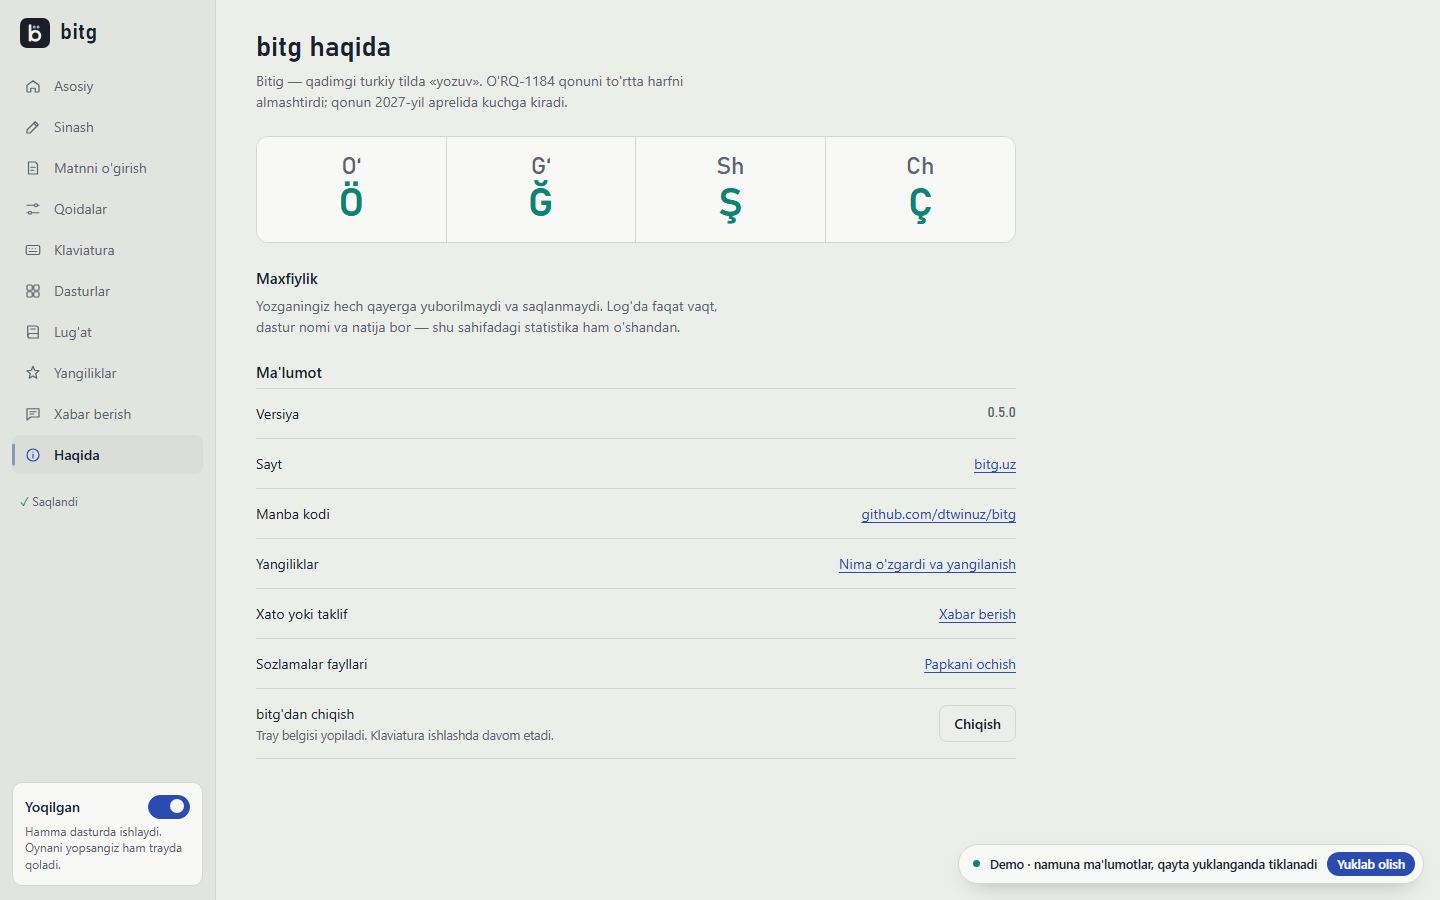 bitg
Asosiy
Sinash
Matnni o'girish
Qoidalar
Klaviatura
Dasturlar
Lug'at
Yangiliklar
Xabar berish
Haqida
✓ Saqlandi
Yoqilgan
Hamma dasturda ishlaydi.
Oynani yopsangiz ham trayda
qoladi.
bitg haqida
Bitig — qadimgi turkiy tilda «yozuv». O'RQ-1184 qonuni to'rtta harfni
almashtirdi; qonun 2027-yil aprelida kuchga kiradi.
Oʻ
Ö
Gʻ
Ğ
Sh
Ş
Ch
Ç
Maxfiylik
Yozganingiz hech qayerga yuborilmaydi va saqlanmaydi. Log'da faqat vaqt,
dastur nomi va natija bor — shu sahifadagi statistika ham o'shandan.
Ma'lumot
Versiya 0.5.0
Sayt bitg.uz
Manba kodi github.com/dtwinuz/bitg
Yangiliklar Nima o'zgardi va yangilanish
Xato yoki taklif Xabar berish
Sozlamalar fayllari Papkani ochish
bitg'dan chiqish
Tray belgisi yopiladi. Klaviatura ishlashda davom etadi.
Chiqish
Demo · namuna ma'lumotlar, qayta yuklanganda tiklanadi Yuklab olish